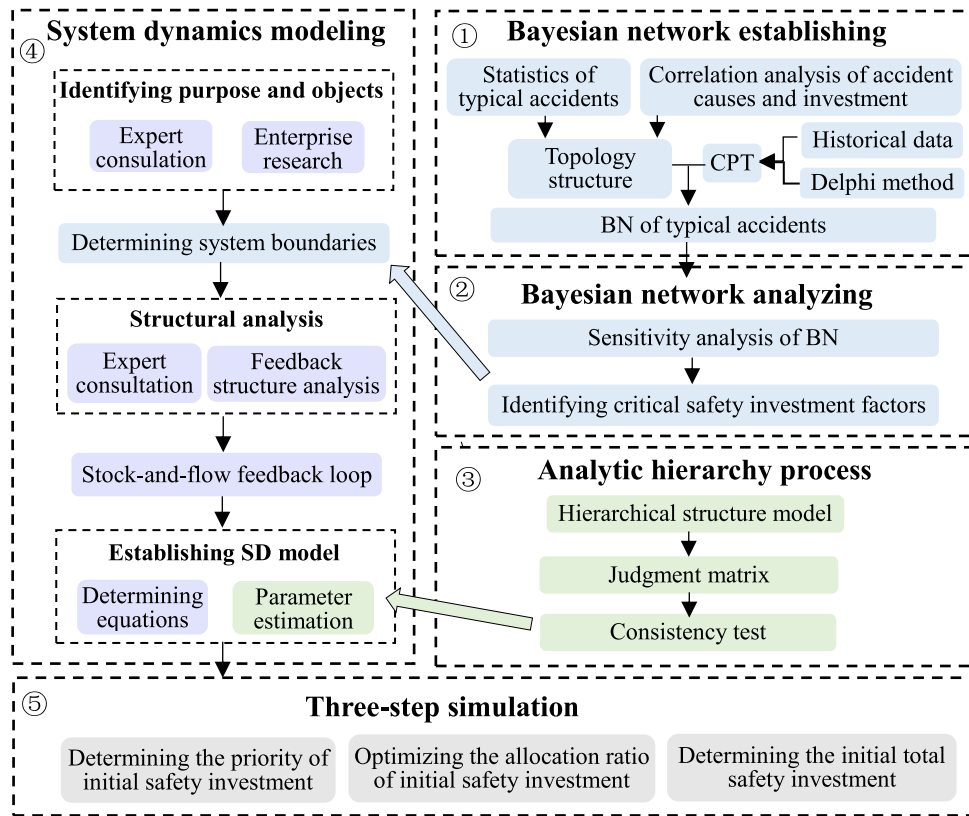 ④
System dynamics modeling
Identifying purpose and objects
Expert
consulation
Enterprise
research
Determining system boundaries
Structural analysis
Expert
consultation
Feedback
structure analysis
Stock-and-flow feedback loop
Establishing SD model
Determining
equations
Parameter
estimation
①
Bayesian network establishing
Statistics of
typical accidents
Correlation analysis of accident
causes and investment
Topology
structure
CPT
Historical data
Delphi method
BN of typical accidents
②
Bayesian network analyzing
Sensitivity analysis of BN
Identifying critical safety investment factors
③
Analytic hierarchy process
Hierarchical structure model
Judgment matrix
Consistency test
⑤
Three-step simulation
Determining the priority of
initial safety investment
Optimizing the allocation ratio
of initial safety investment
Determining the initial total
safety investment